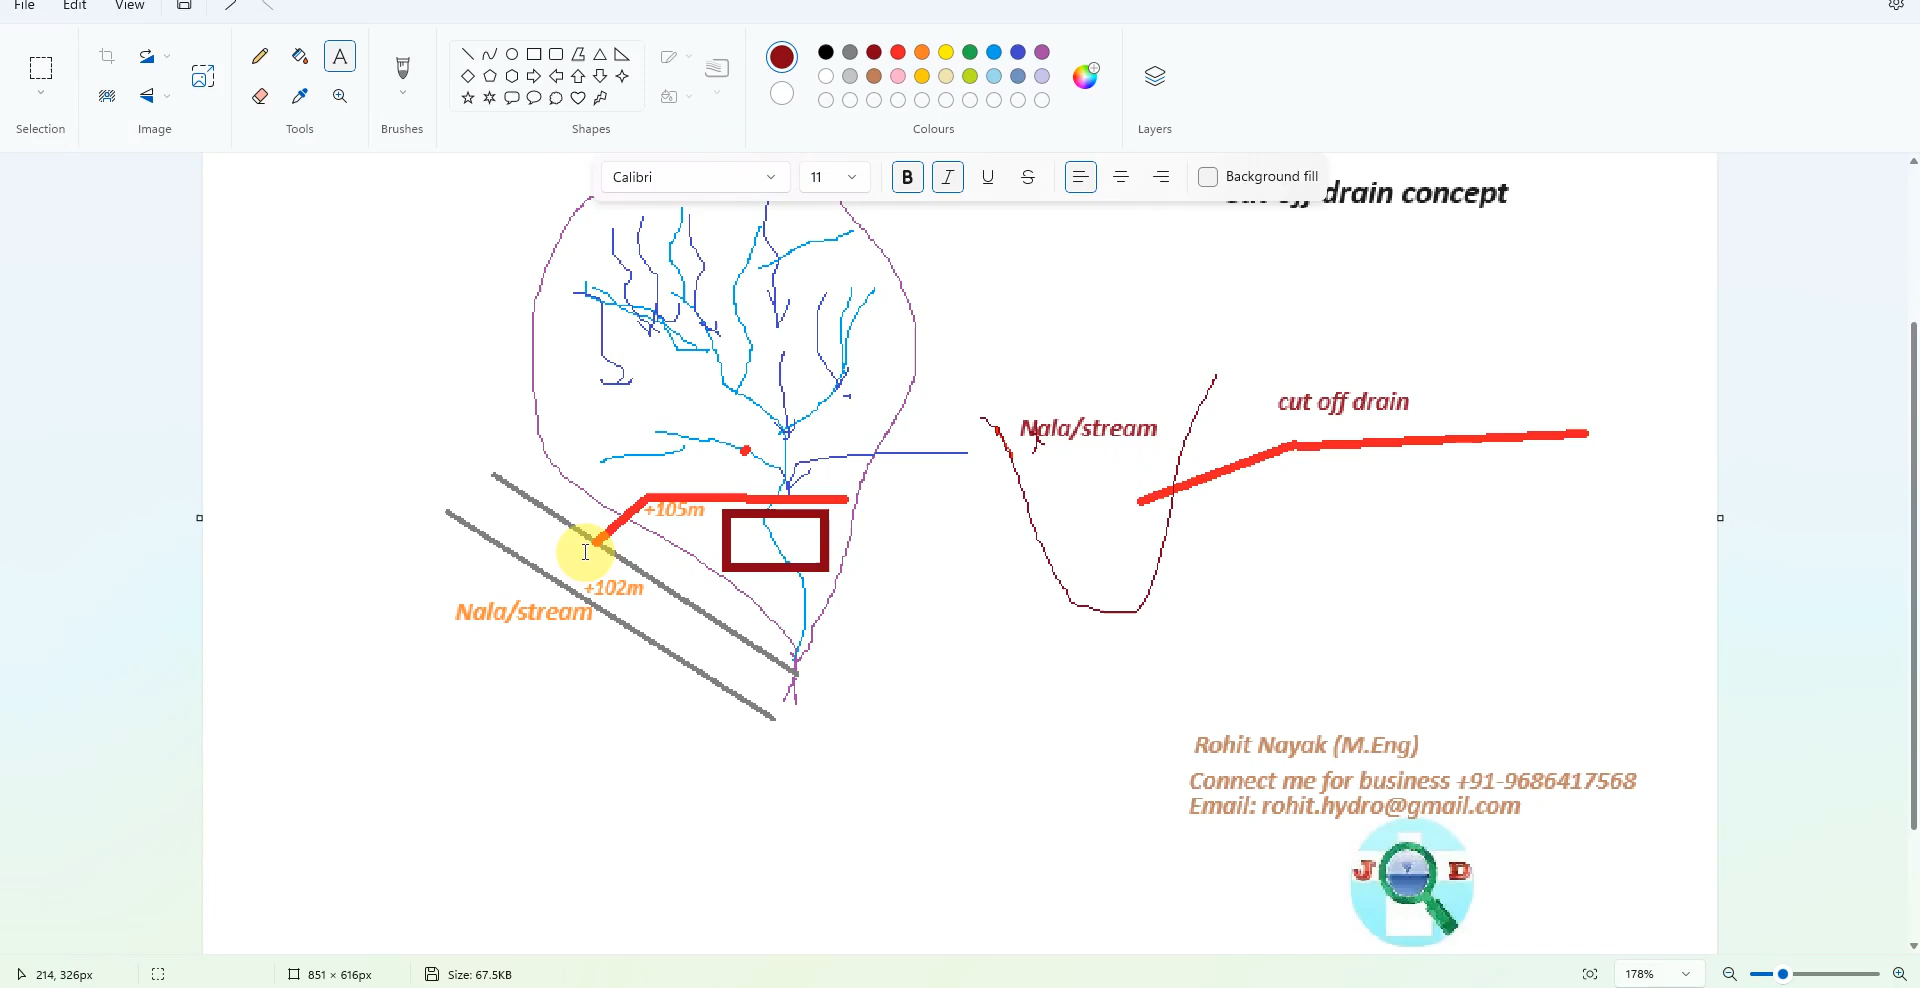 File Edit View
Selection Image Tools Brushes Shapes Colours Layers
Calibri 11 B I U S Background fill
drain concept
Nala/stream
cut off drain
+105m
+102m
Nala/stream
Rohit Nayak (M.Eng)
Connect me for business +91-9686417568
Email: rohit.hydro@gmail.com
J D
214, 326px 851 × 616px Size: 67.5KB 178%